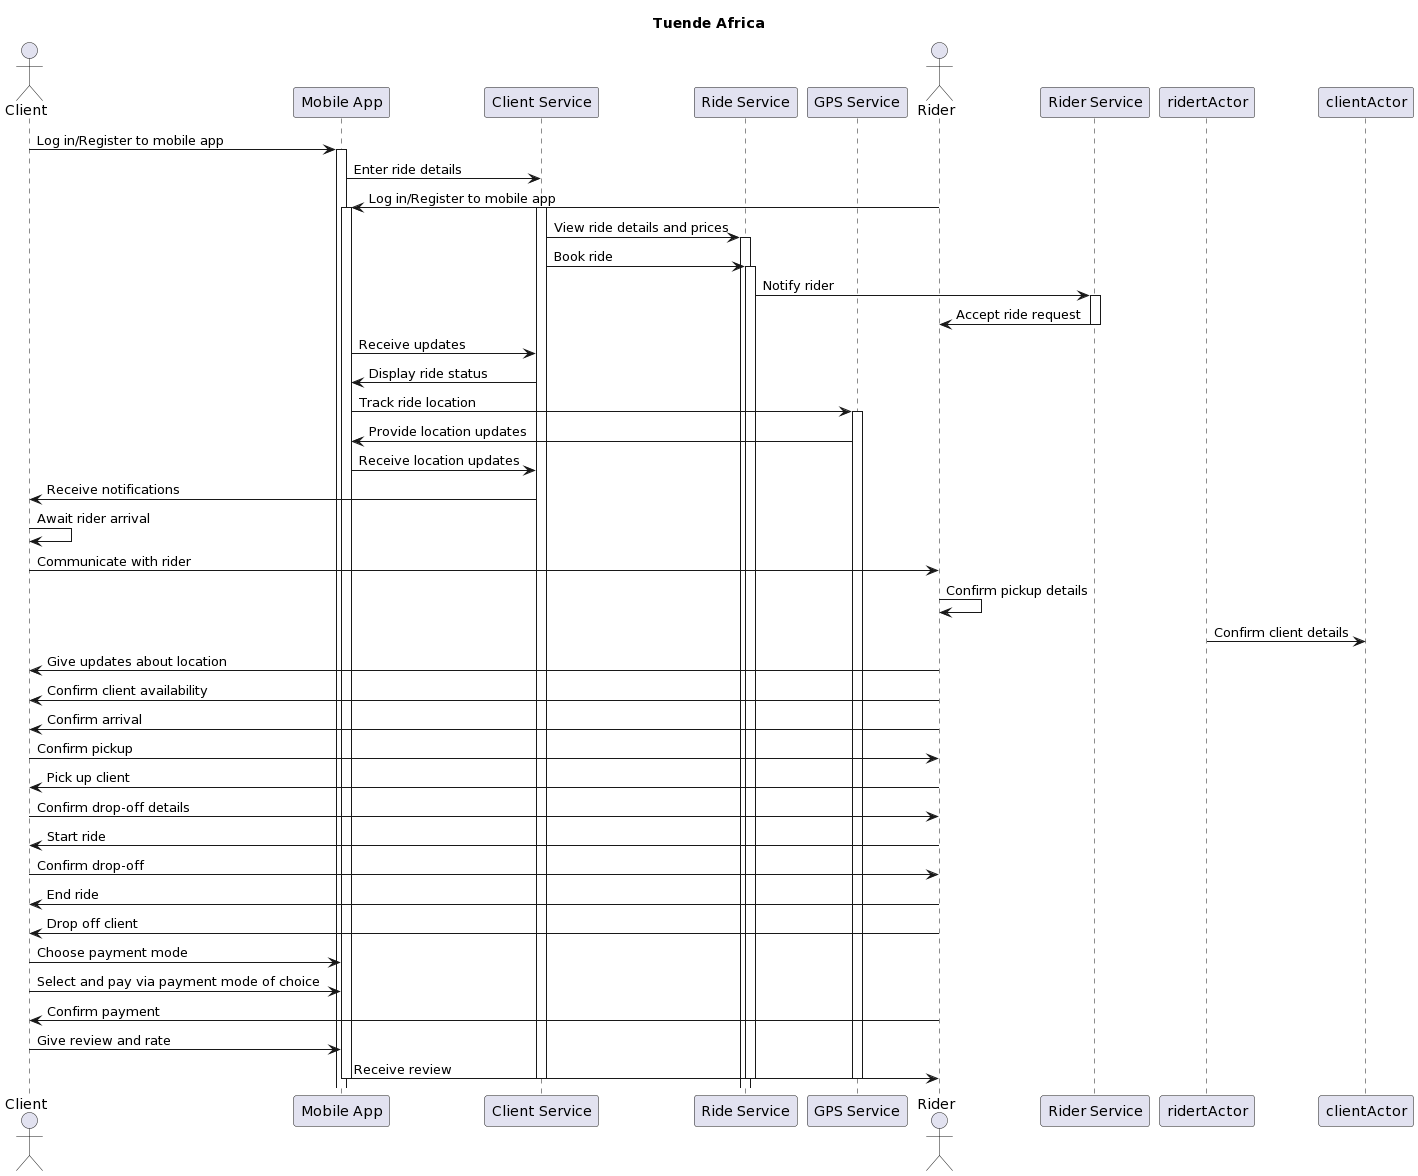 Tuende Africa
Client
Mobile App
Client Service
Ride Service
GPS Service
Rider
Rider Service
ridertActor
clientActor
Log in/Register to mobile app
Enter ride details
Log in/Register to mobile app
View ride details and prices
Book ride
Notify rider
Accept ride request
Receive updates
Display ride status
Track ride location
Provide location updates
Receive location updates
Receive notifications
Await rider arrival
Communicate with rider
Confirm pickup details
Confirm client details
Give updates about location
Confirm client availability
Confirm arrival
Confirm pickup
Pick up client
Confirm drop-off details
Start ride
Confirm drop-off
End ride
Drop off client
Choose payment mode
Select and pay via payment mode of choice
Confirm payment
Give review and rate
Receive review
Client
Mobile App
Client Service
Ride Service
GPS Service
Rider
Rider Service
ridertActor
clientActor